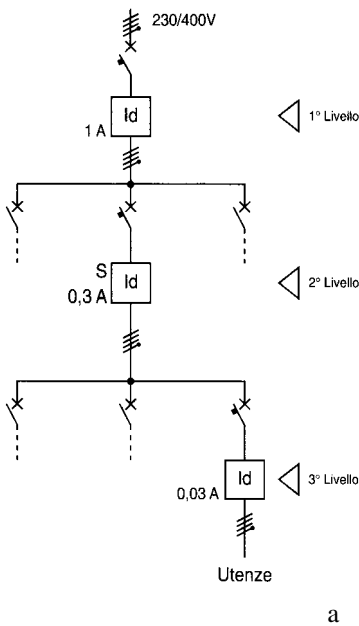 230/400V
Id
1 A
1° Livello
S
Id
0,3 A
2° Livello
Id
0,03 A
3° Livello
Utenze
a